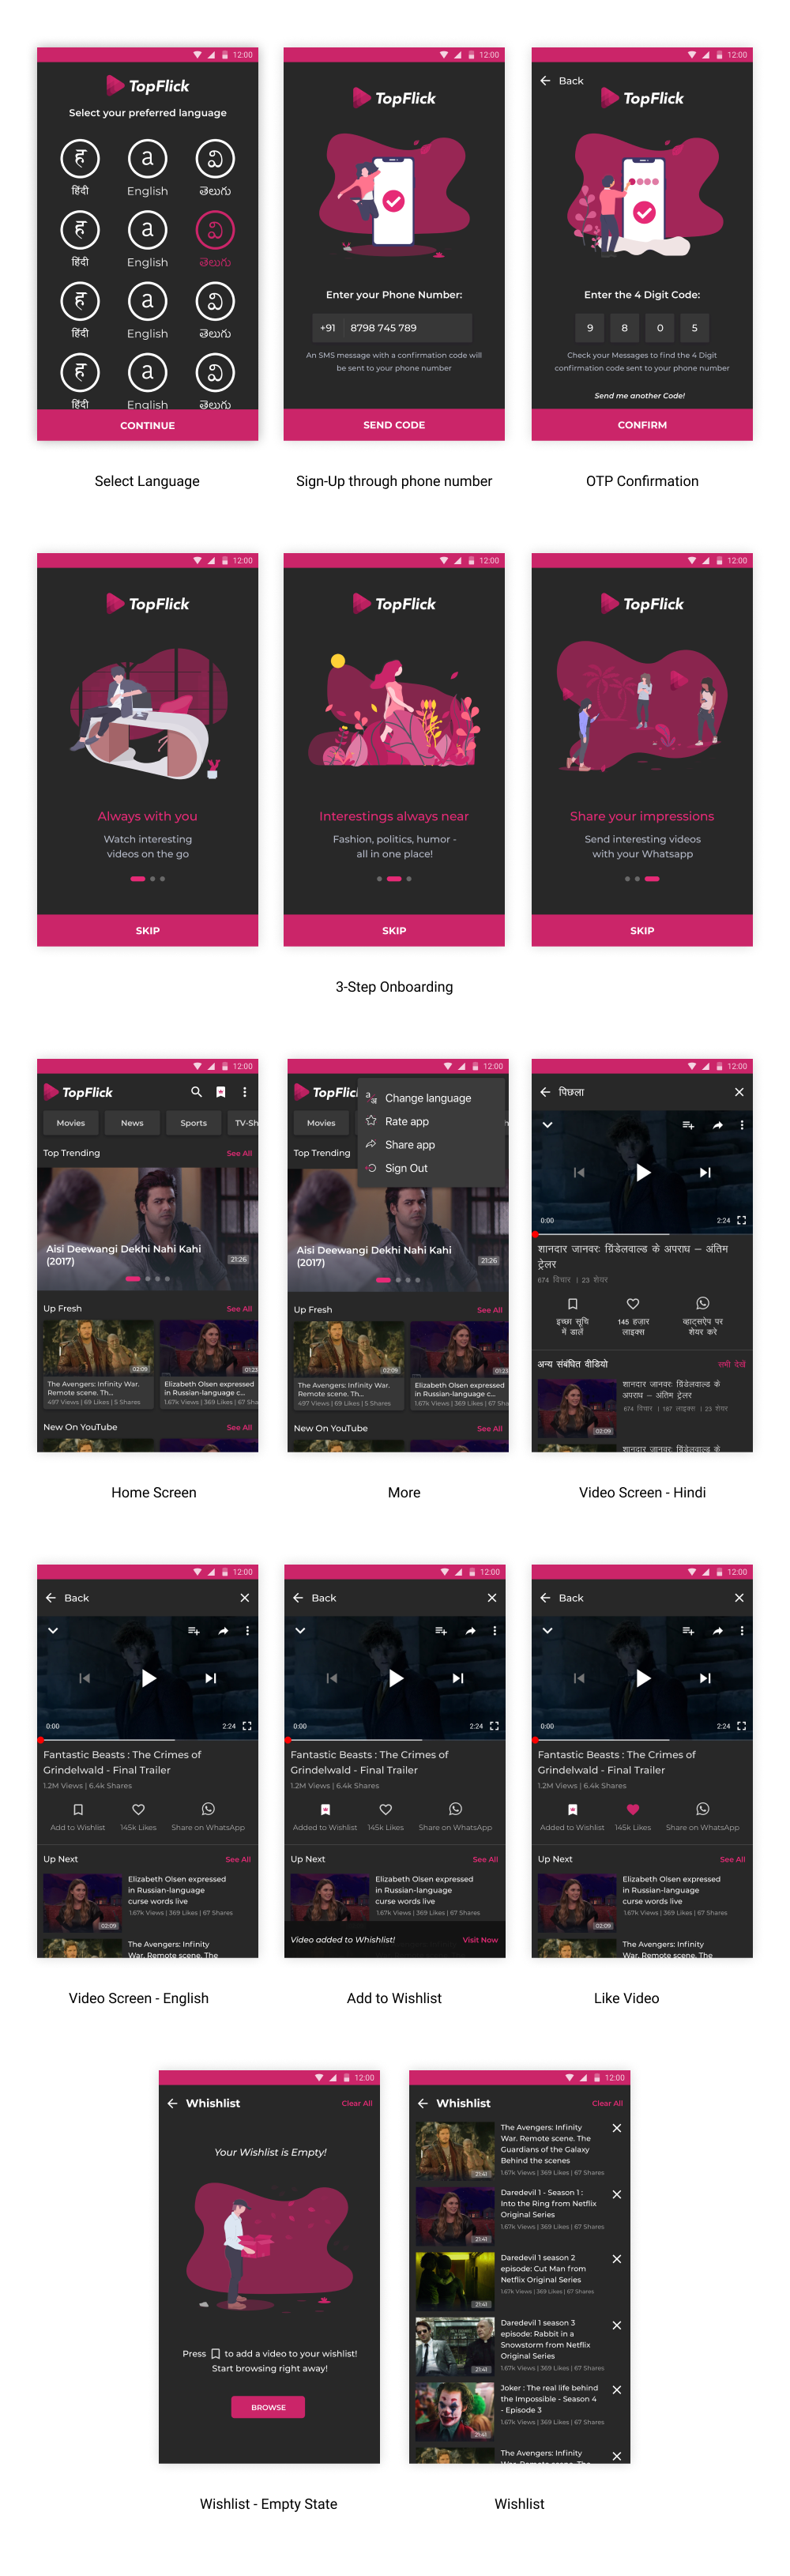 12:00
TopFlick
Select your preferred language
हिंदी English తెలుగు
हिंदी English తెలుగు
हिंदी English తెలుగు
हिंदी English తెలుగు
CONTINUE
Select Language
12:00
TopFlick
Enter your Phone Number:
+91 8798 745 789
An SMS message with a confirmation code will
be sent to your phone number
SEND CODE
Sign-Up through phone number
12:00
Back
TopFlick
Enter the 4 Digit Code:
9 8 0 5
Check your Messages to find the 4 Digit
confirmation code sent to your phone number
Send me another Code!
CONFIRM
OTP Confirmation
12:00
TopFlick
Always with you
Watch interesting
videos on the go
SKIP
12:00
TopFlick
Interestings always near
Fashion, politics, humor -
all in one place!
SKIP
12:00
TopFlick
Share your impressions
Send interesting videos
with your Whatsapp
SKIP
3-Step Onboarding
12:00
TopFlick
Movies News Sports TV-Sh
Top Trending See All
Aisi Deewangi Dekhi Nahi Kahi
(2017)
21:26
Up Fresh See All
02:09 01:23
The Avengers: Infinity War. Elizabeth Olsen expressed
Remote scene. Th... in Russian-language c...
497 Views | 69 Likes | 5 Shares 1.67k Views | 369 Likes | 67 Sha
New On YouTube See All
Home Screen
12:00
TopFlic
Change language
Rate app
Share app
Sign Out
Movies
Top Trending
Aisi Deewangi Dekhi Nahi Kahi
(2017)
21:26
Up Fresh See All
02:09 01:23
The Avengers: Infinity War. Elizabeth Olsen expressed
Remote scene. Th... in Russian-language c...
497 Views | 69 Likes | 5 Shares 1.67k Views | 369 Likes | 67 Sha
New On YouTube See All
More
12:00
पिछला
0:00 2:24
शानदार जानवर: ग्रिंडेलवाल्ड के अपराध – अंतिम
ट्रेलर
674 विचार | 23 शेयर
इच्छा सूचि 145 हज़ार व्हाट्सऐप पर
में डालें लाइक्स शेयर करे
अन्य संबंधित वीडियो सभी देखे
शानदार जानवर: ग्रिंडेलवाल्ड के
अपराध – अंतिम ट्रेलर
674 विचार | 187 लाइक्स | 23 शेयर
02:09
शानदार जानवर: ग्रिंडेलवाल्ड के
Video Screen - Hindi
12:00
Back
0:00 2:24
Fantastic Beasts : The Crimes of
Grindelwald - Final Trailer
1.2M Views | 6.4k Shares
Add to Wishlist 145k Likes Share on WhatsApp
Up Next See All
Elizabeth Olsen expressed
in Russian-language
curse words live
1.67k Views | 369 Likes | 67 Shares
02:09
The Avengers: Infinity
War. Remote scene. The
Video Screen - English
12:00
Back
0:00 2:24
Fantastic Beasts : The Crimes of
Grindelwald - Final Trailer
1.2M Views | 6.4k Shares
Added to Wishlist 145k Likes Share on WhatsApp
Up Next See All
Elizabeth Olsen expressed
in Russian-language
curse words live
1.67k Views | 369 Likes | 67 Shares
Video added to Whishlist! Visit Now
Add to Wishlist
12:00
Back
0:00 2:24
Fantastic Beasts : The Crimes of
Grindelwald - Final Trailer
1.2M Views | 6.4k Shares
Added to Wishlist 145k Likes Share on WhatsApp
Up Next See All
Elizabeth Olsen expressed
in Russian-language
curse words live
1.67k Views | 369 Likes | 67 Shares
02:09
The Avengers: Infinity
War. Remote scene. The
Like Video
12:00
Whishlist Clear All
Your Wishlist is Empty!
Press to add a video to your wishlist!
Start browsing right away!
BROWSE
Wishlist - Empty State
12:00
Whishlist Clear All
The Avengers: Infinity
War. Remote scene. The
Guardians of the Galaxy
Behind the scenes
1.67k Views | 369 Likes | 67 Shares
21:41
Daredevil 1 - Season 1 :
Into the Ring from Netflix
Original Series
1.67k Views | 369 Likes | 67 Shares
21:41
Daredevil 1 season 2
episode: Cut Man from
Netflix Original Series
1.67k Views | 369 Likes | 67 Shares
21:41
Daredevil 1 season 3
episode: Rabbit in a
Snowstorm from Netflix
Original Series
1.67k Views | 369 Likes | 67 Shares
21:41
Joker : The real life behind
the Impossible - Season 4
- Episode 3
1.67k Views | 369 Likes | 67 Shares
21:41
The Avengers: Infinity
War. Remote scene. The
Wishlist